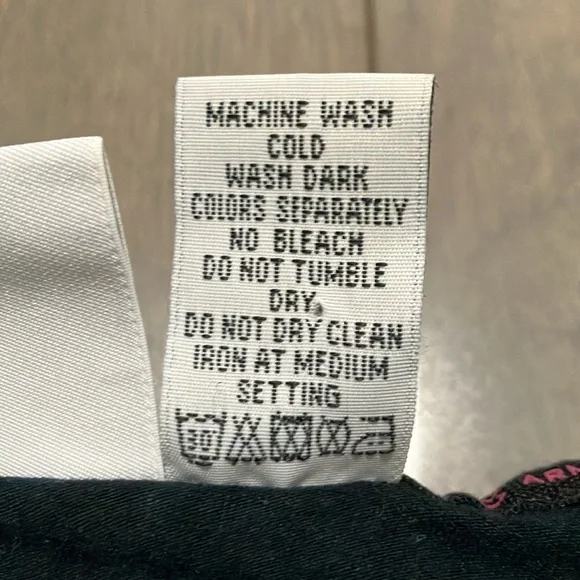 MACHINE WASH
COLD
WASH DARK
COLORS SEPARATELY
NO BLEACH
DO NOT TUMBLE
DRY.
DO NOT DRY CLEAN
IRON AT MEDIUM
SETTING
30